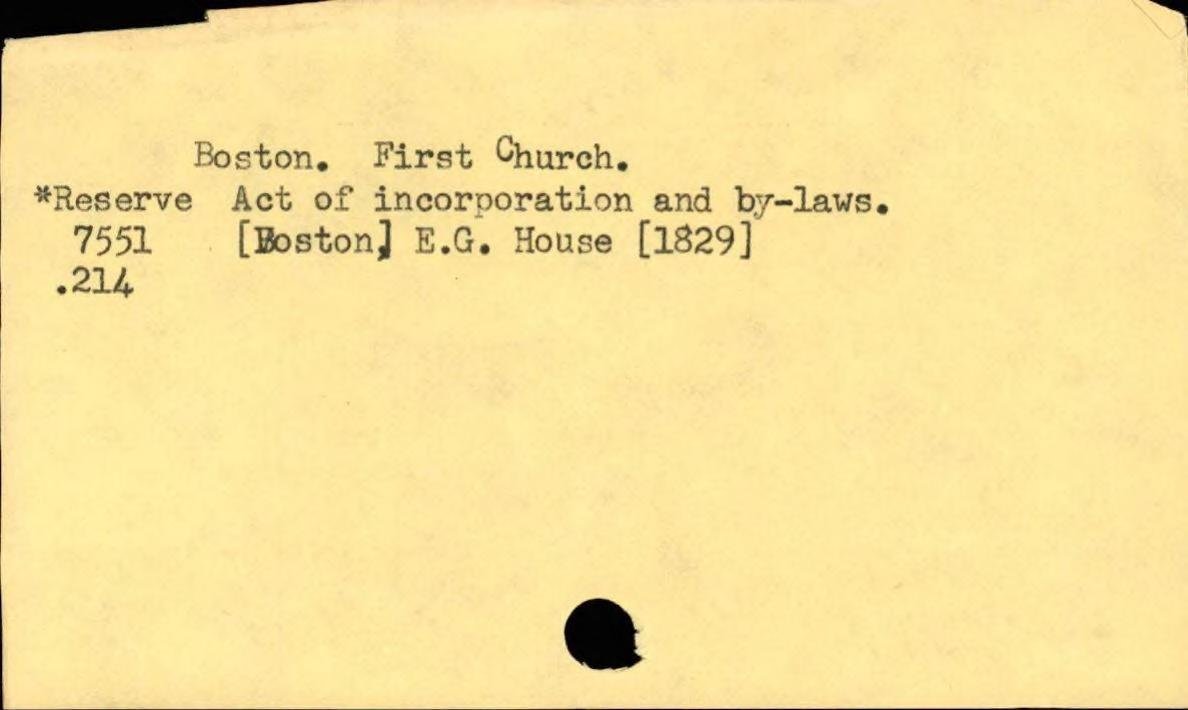 Boston. First Church.
*Reserve Act of incorporation and by-laws.
7551 [Boston] E.G. House [1829]
.214